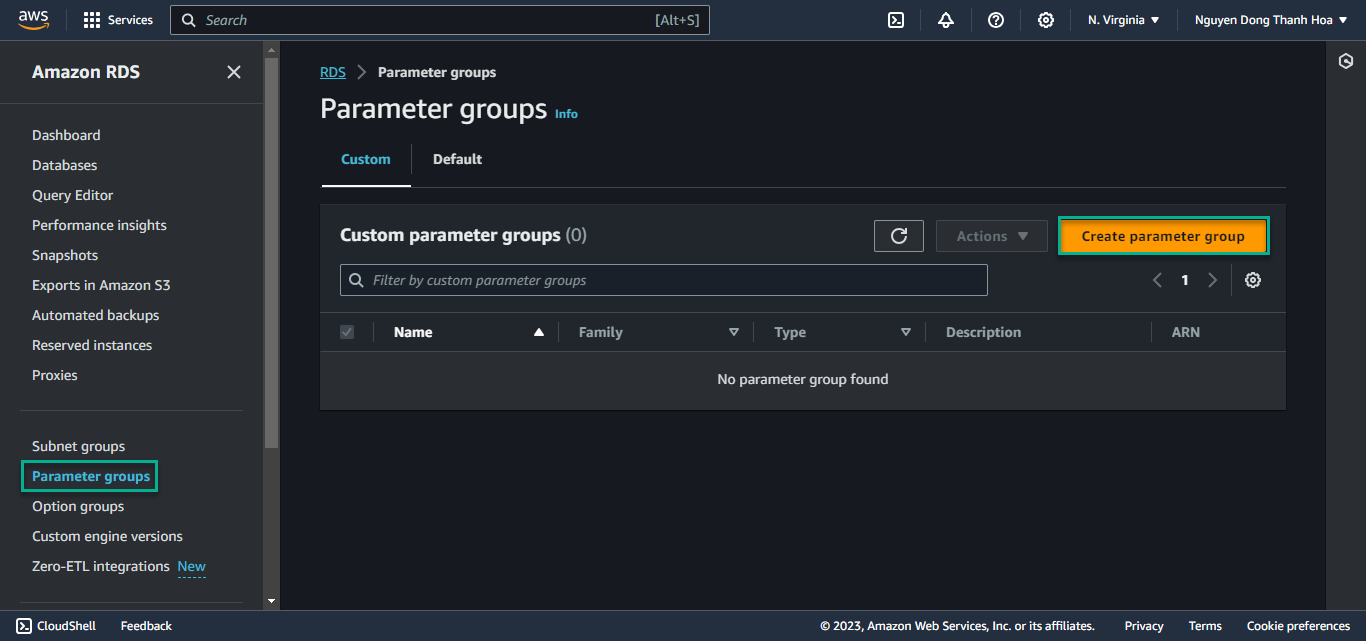 aws Services Search [Alt+S] N. Virginia Nguyen Dong Thanh Hoa
Amazon RDS
Dashboard
Databases
Query Editor
Performance insights
Snapshots
Exports in Amazon S3
Automated backups
Reserved instances
Proxies
Subnet groups
Parameter groups
Option groups
Custom engine versions
Zero-ETL integrations New
RDS Parameter groups
Parameter groups Info
Custom Default
Custom parameter groups (0) Actions Create parameter group
Filter by custom parameter groups 1
Name Family Type Description ARN
No parameter group found
CloudShell Feedback © 2023, Amazon Web Services, Inc. or its affiliates. Privacy Terms Cookie preferences